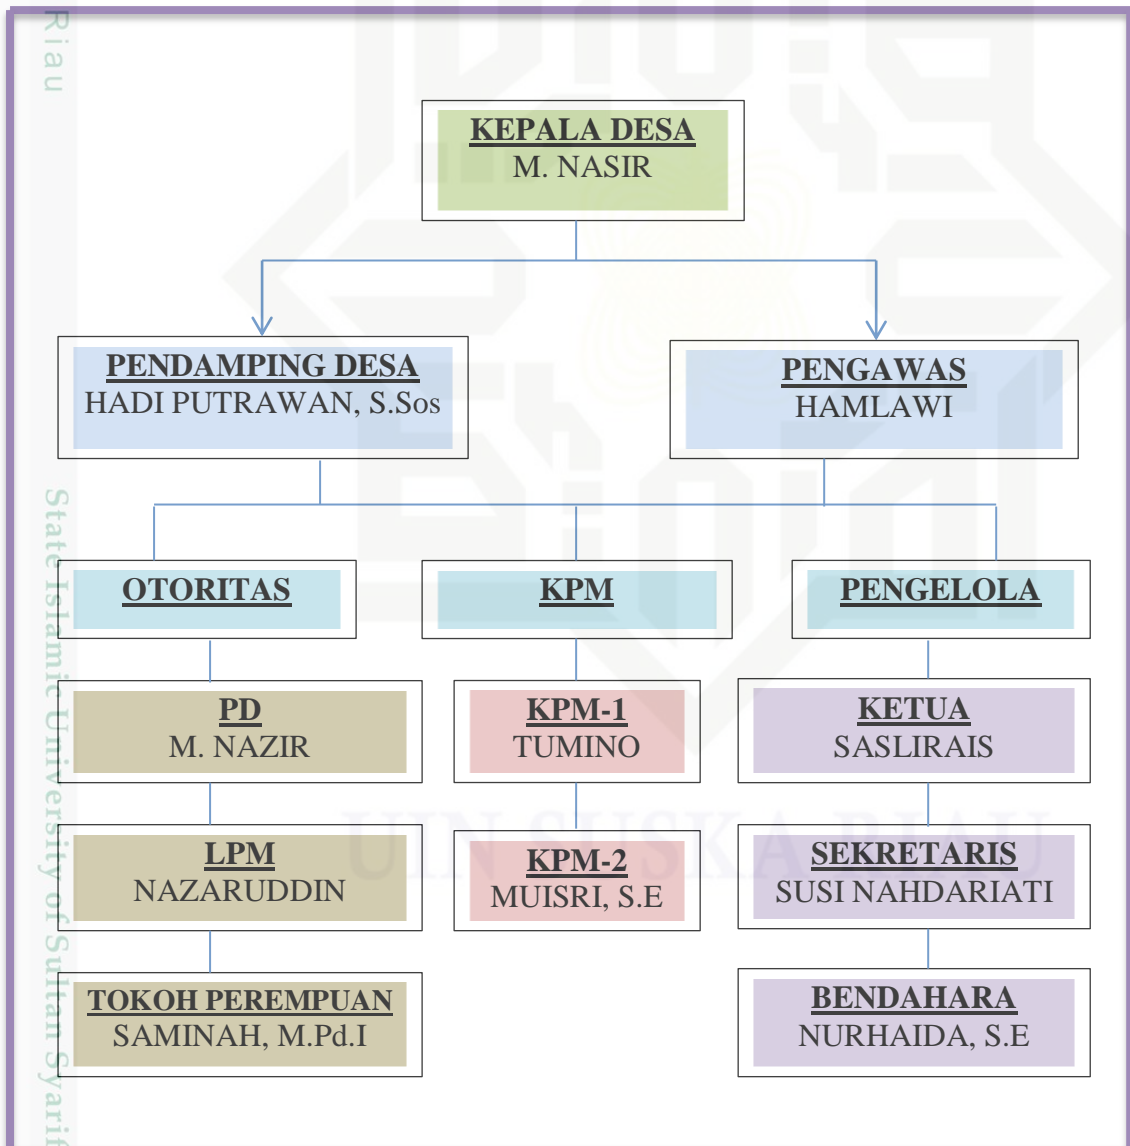 Riau
KEPALA DESA
M. NASIR
PENDAMPING DESA
HADI PUTRAWAN, S.Sos
PENGAWAS
HAMLAWI
State Islamic University of Sultan Syarif
OTORITAS
KPM
PENGELOLA
PD
M. NAZIR
KPM-1
TUMINO
KETUA
SASLIRAIS
UIN SUSKA RIAU
LPM
NAZARUDDIN
KPM-2
MUISRI, S.E
SEKRETARIS
SUSI NAHDARIATI
TOKOH PEREMPUAN
SAMINAH, M.Pd.I
BENDAHARA
NURHAIDA, S.E